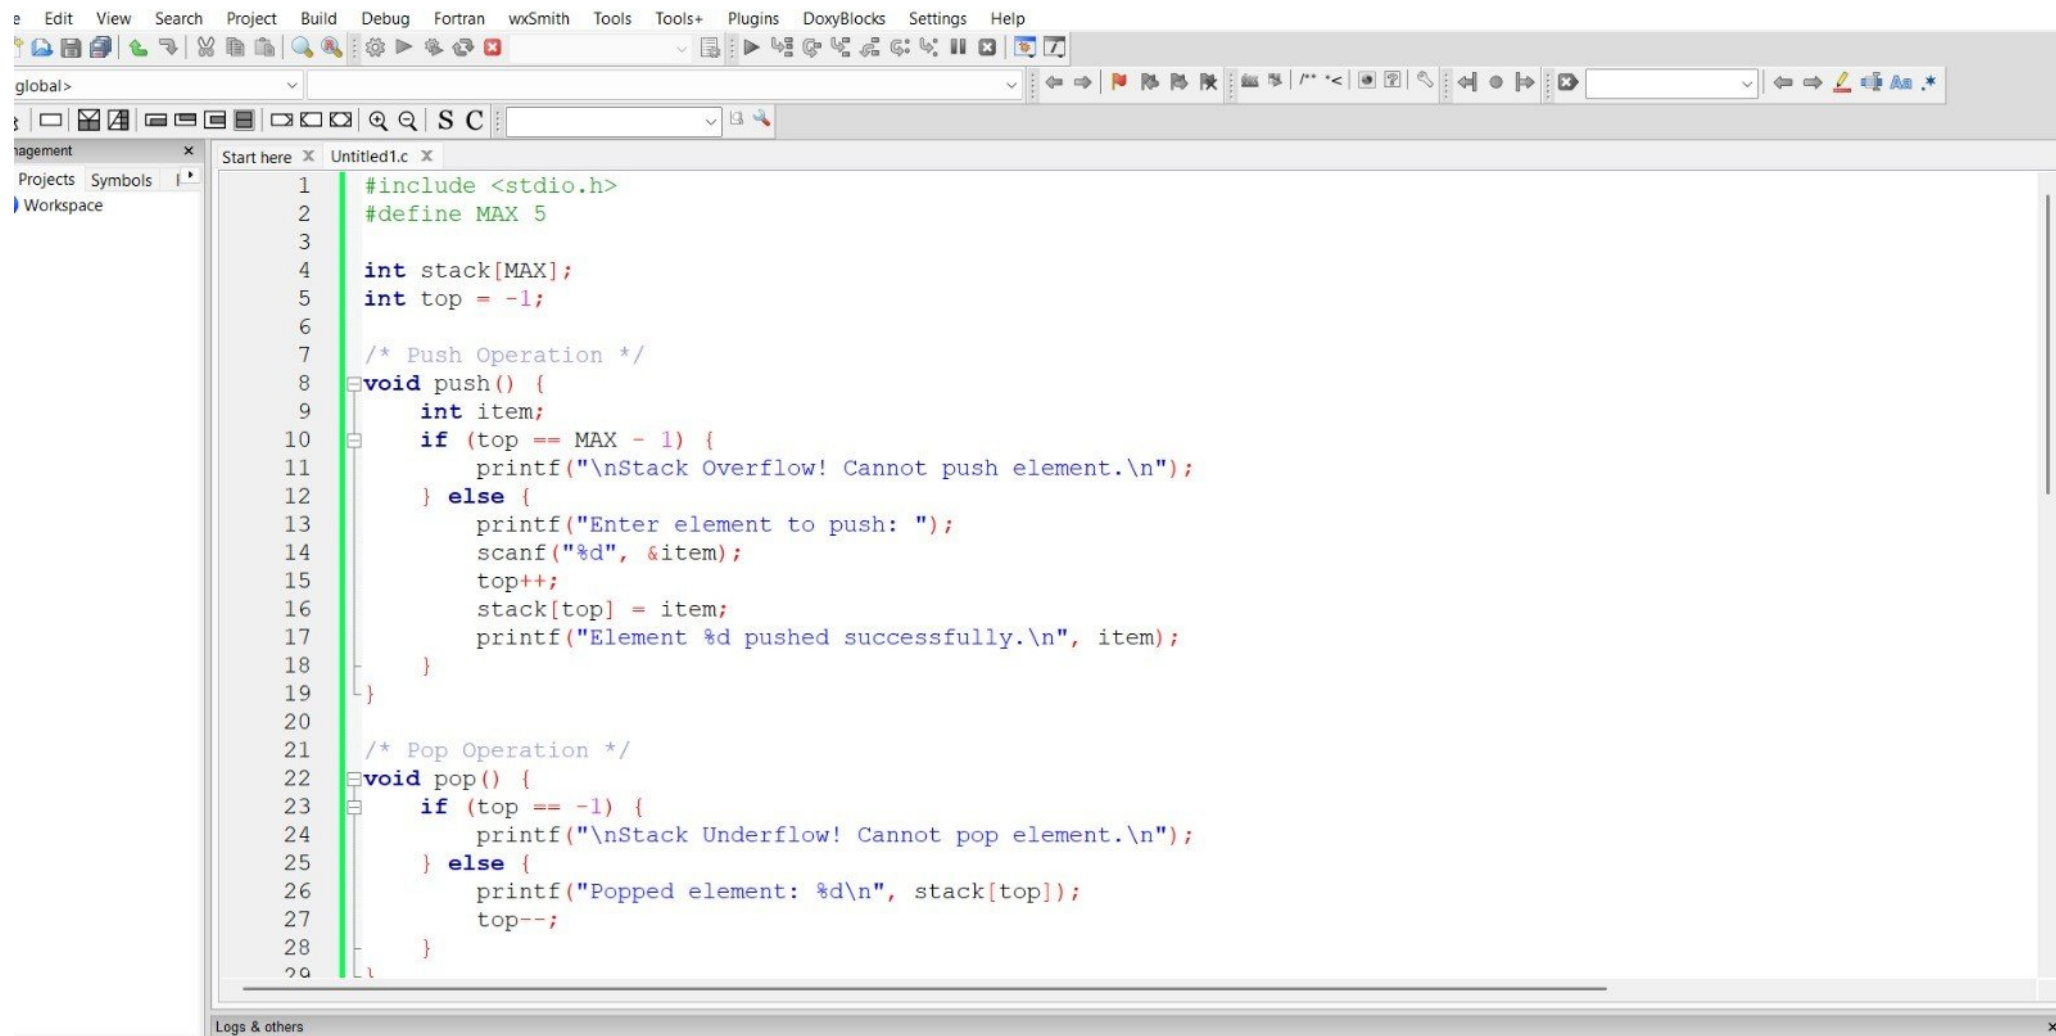 Edit View Search Project Build Debug Fortran wxSmith Tools Tools+ Plugins DoxyBlocks Settings Help
global>
S C
Start here Untitled1.c
Projects Symbols
Workspace
1 #include <stdio.h>
2 #define MAX 5
3
4 int stack[MAX];
5 int top = -1;
6
7 /* Push Operation */
8 void push() {
9 int item;
10 if (top == MAX - 1) {
11 printf("\nStack Overflow! Cannot push element.\n");
12 } else {
13 printf("Enter element to push: ");
14 scanf("%d", &item);
15 top++;
16 stack[top] = item;
17 printf("Element %d pushed successfully.\n", item);
18 }
19 }
20
21 /* Pop Operation */
22 void pop() {
23 if (top == -1) {
24 printf("\nStack Underflow! Cannot pop element.\n");
25 } else {
26 printf("Popped element: %d\n", stack[top]);
27 top--;
28 }
29 }
Logs & others